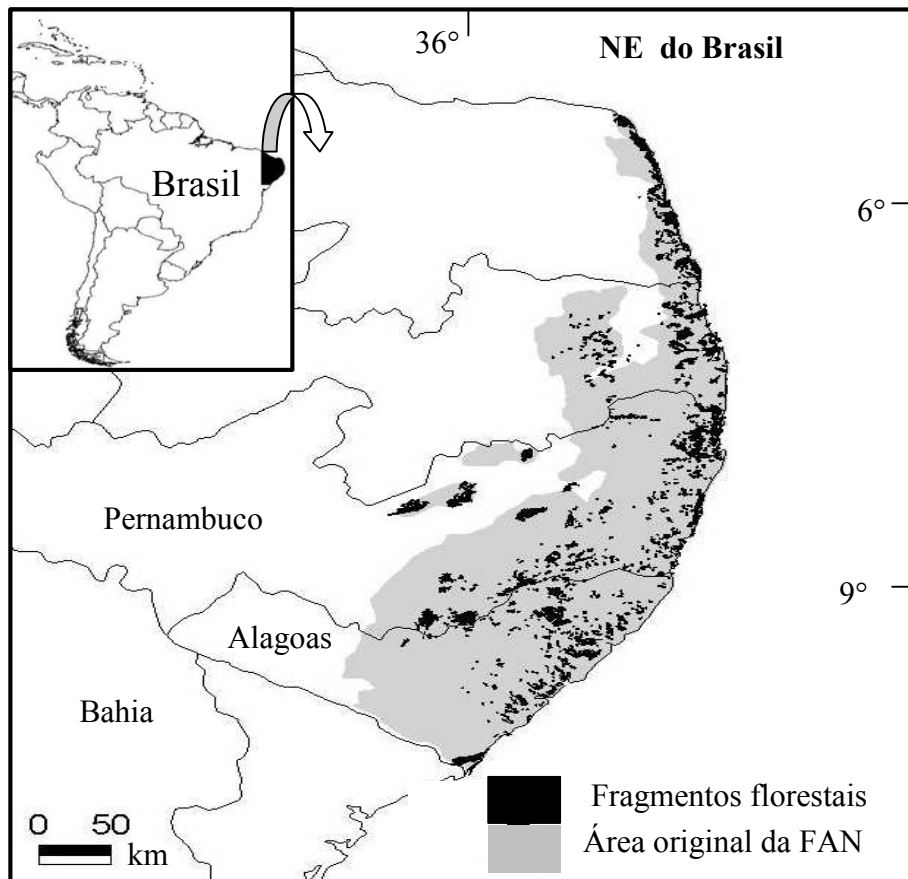 36°
NE do Brasil
Brasil
6°
Pernambuco
9°
Alagoas
Bahia
Fragmentos florestais
Área original da FAN
0 50
km